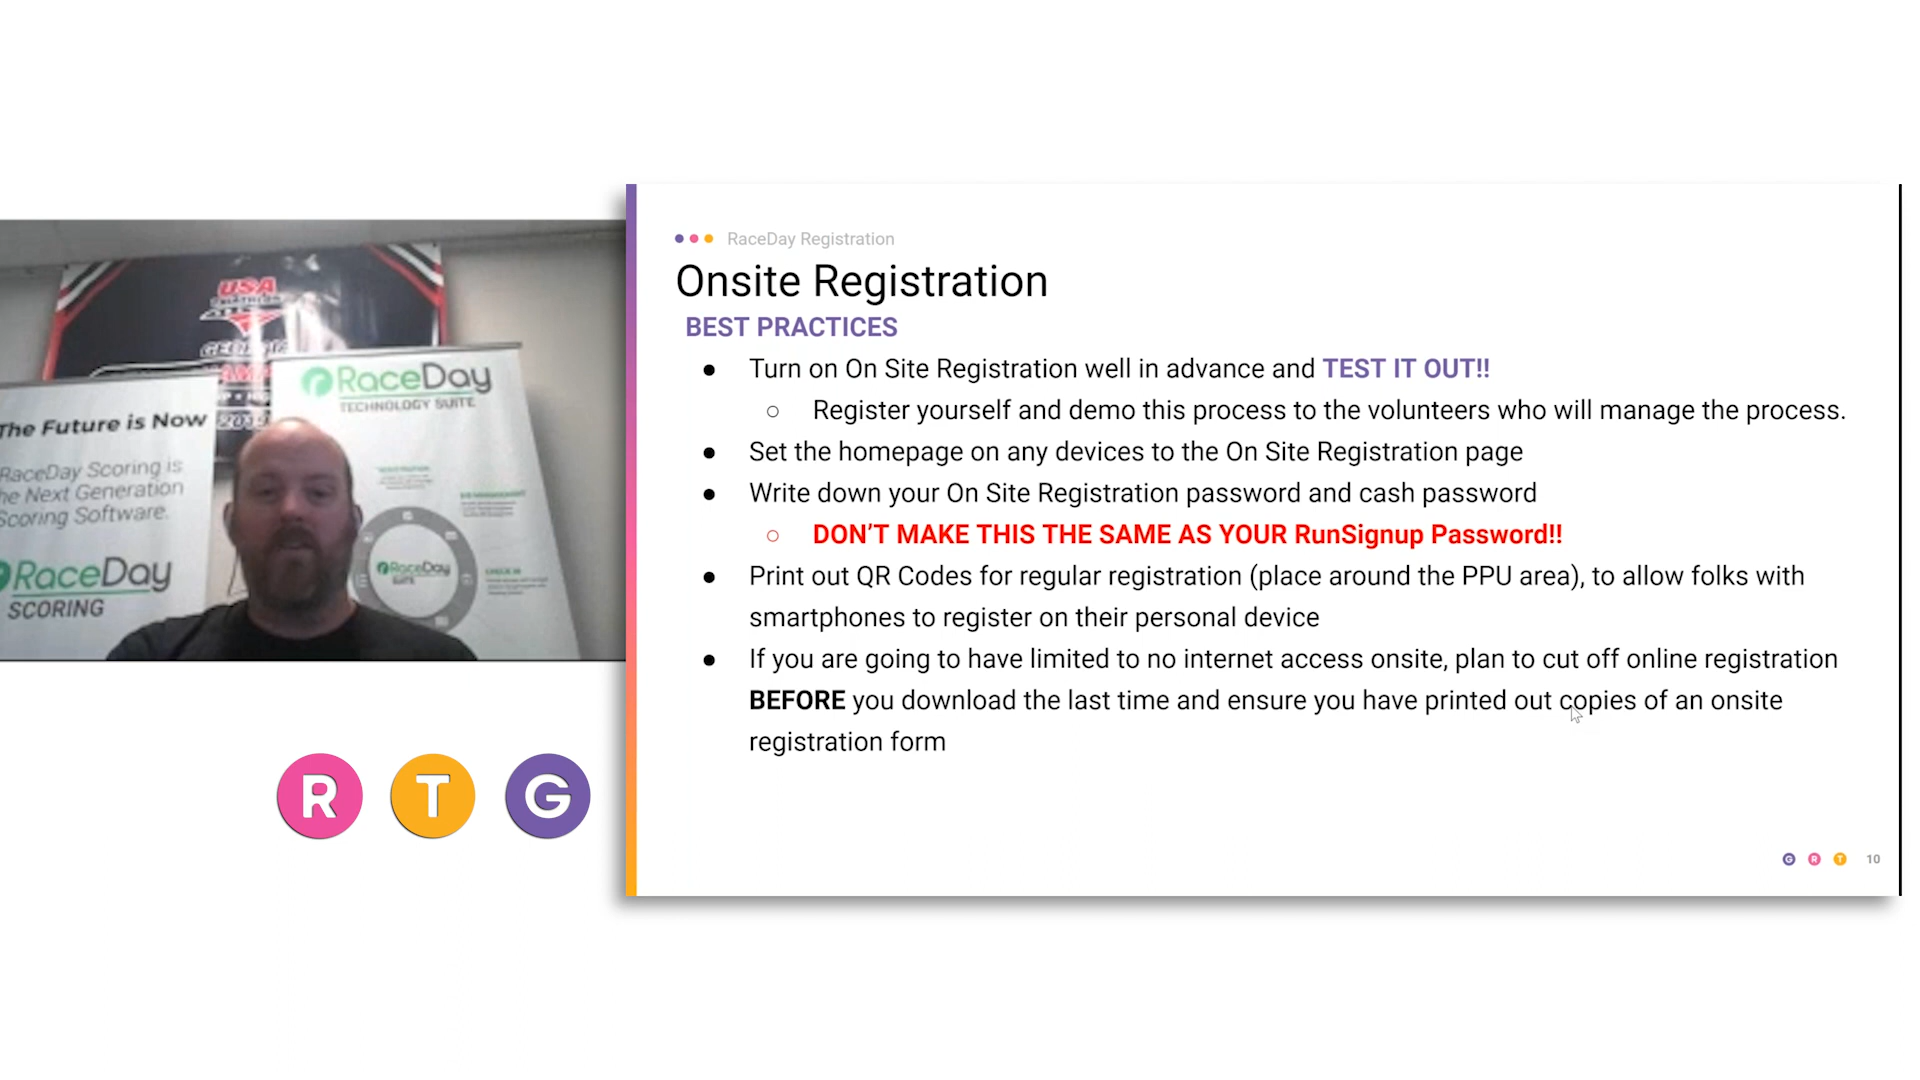 RaceDay Registration
Onsite Registration
BEST PRACTICES
● Turn on On Site Registration well in advance and TEST IT OUT!!
○ Register yourself and demo this process to the volunteers who will manage the process.
● Set the homepage on any devices to the On Site Registration page
● Write down your On Site Registration password and cash password
○ DON’T MAKE THIS THE SAME AS YOUR RunSignup Password!!
● Print out QR Codes for regular registration (place around the PPU area), to allow folks with
smartphones to register on their personal device
● If you are going to have limited to no internet access onsite, plan to cut off online registration
BEFORE you download the last time and ensure you have printed out copies of an onsite
registration form
G R T 10
USA
TRIATHLON
2019
The Future is Now
RaceDay Scoring is
the Next Generation
Scoring Software.
RaceDay
SCORING
RaceDay
TECHNOLOGY SUITE
RaceDay
SUITE
CHECK IN
R T G